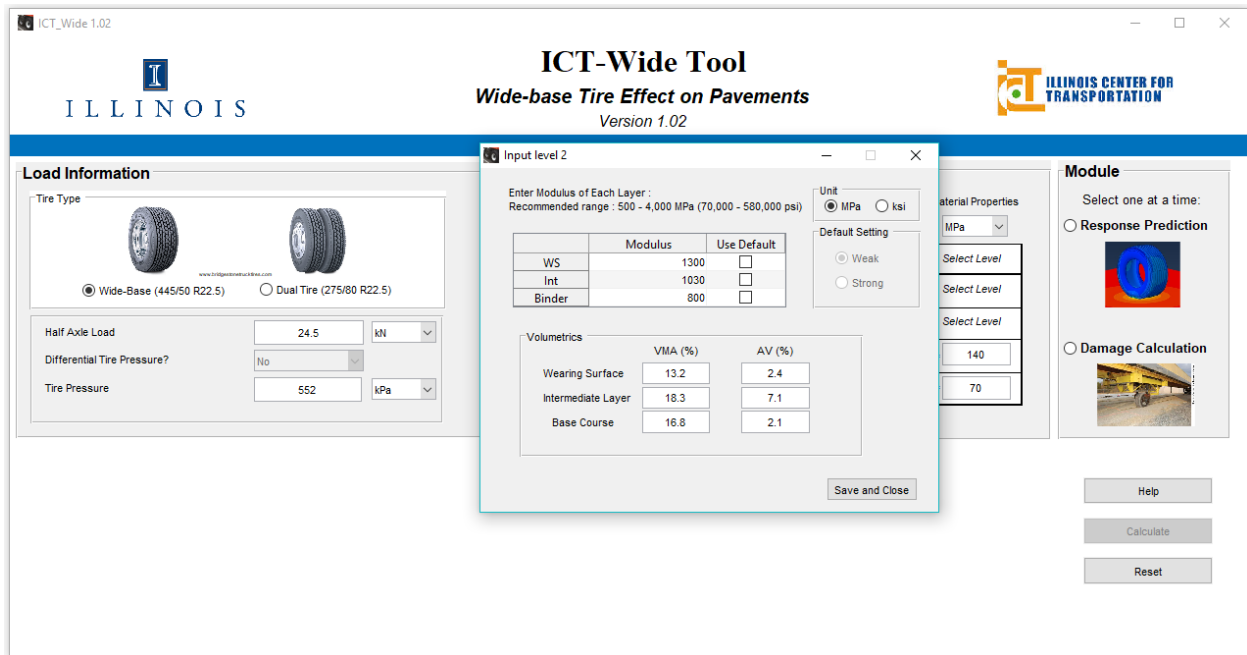 ICT_Wide 1.02
ILLINOIS
ICT-Wide Tool
Wide-base Tire Effect on Pavements
Version 1.02
ILLINOIS CENTER FOR
TRANSPORTATION
Load Information
Tire Type
www.bridgestonetrucktires.com
Wide-Base (445/50 R22.5)
Dual Tire (275/80 R22.5)
Half Axle Load 24.5 kN
Differential Tire Pressure? No
Tire Pressure 552 kPa
Input level 2
Enter Modulus of Each Layer :
Recommended range : 500 - 4,000 MPa (70,000 - 580,000 psi)
Unit
MPa ksi
Modulus Use Default
WS 1300
Int 1030
Binder 800
Default Setting
Weak
Strong
Volumetrics
VMA (%) AV (%)
Wearing Surface 13.2 2.4
Intermediate Layer 18.3 7.1
Base Course 16.8 2.1
Save and Close
aterial Properties
MPa
Select Level
Select Level
Select Level
140
70
Module
Select one at a time:
Response Prediction
Damage Calculation
Help
Calculate
Reset